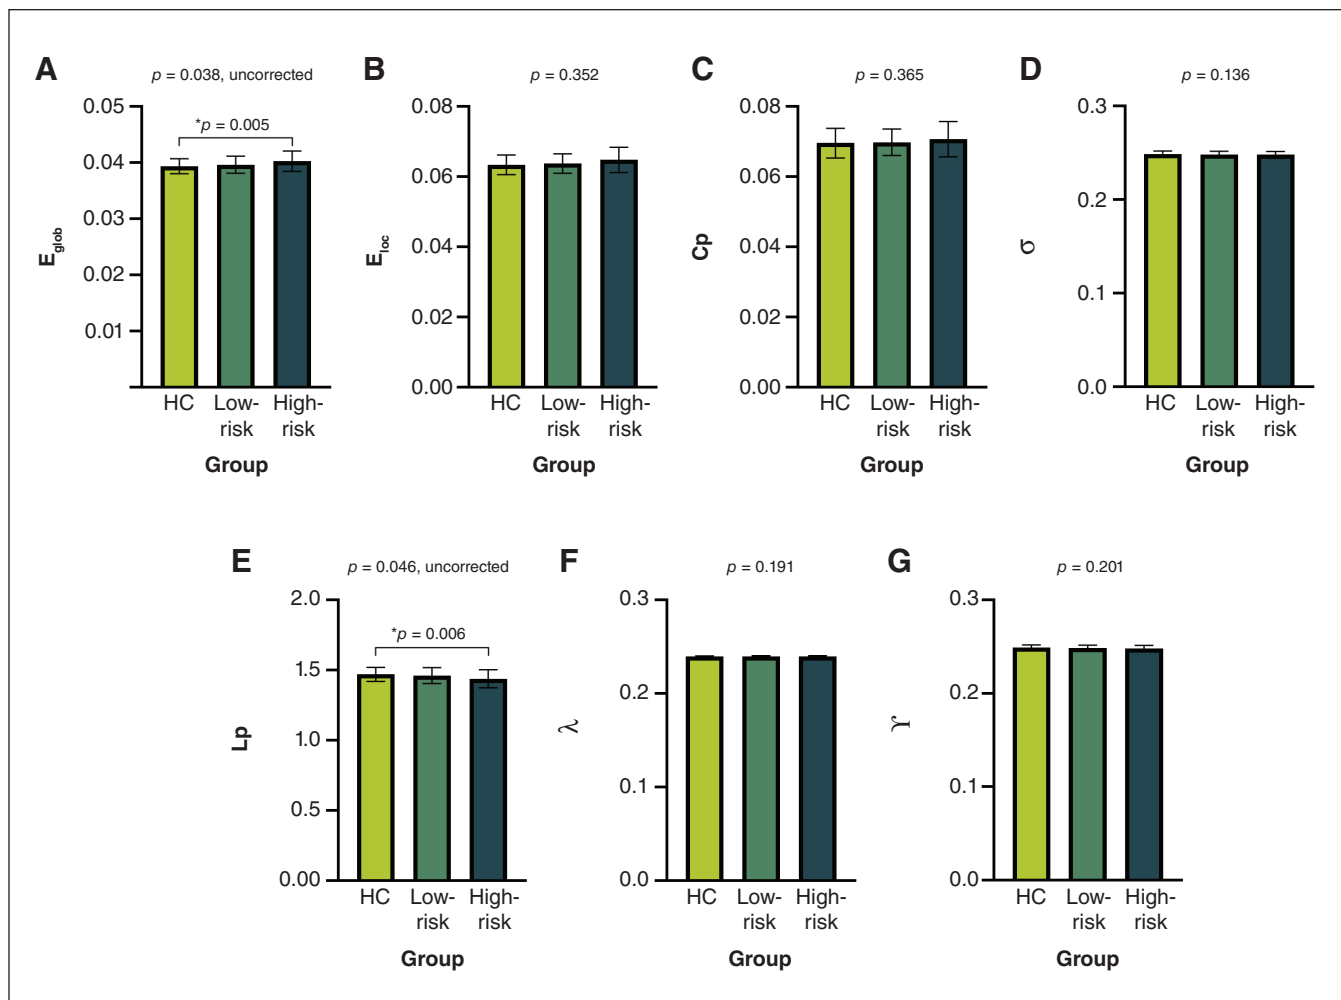 A
p = 0.038, uncorrected
0.05
0.04
0.03
0.02
0.01
*p = 0.005
E_glob
HC
Low-risk
High-risk
Group
B
p = 0.352
0.08
0.06
0.04
0.02
0.00
E_loc
HC
Low-risk
High-risk
Group
C
p = 0.365
0.08
0.06
0.04
0.02
0.00
Cp
HC
Low-risk
High-risk
Group
D
p = 0.136
0.3
0.2
0.1
0.0
σ
HC
Low-risk
High-risk
Group
E
p = 0.046, uncorrected
2.0
1.5
1.0
0.5
0.00
*p = 0.006
Lp
HC
Low-risk
High-risk
Group
F
p = 0.191
0.3
0.2
0.1
0.0
λ
HC
Low-risk
High-risk
Group
G
p = 0.201
0.3
0.2
0.1
0.0
ϒ
HC
Low-risk
High-risk
Group